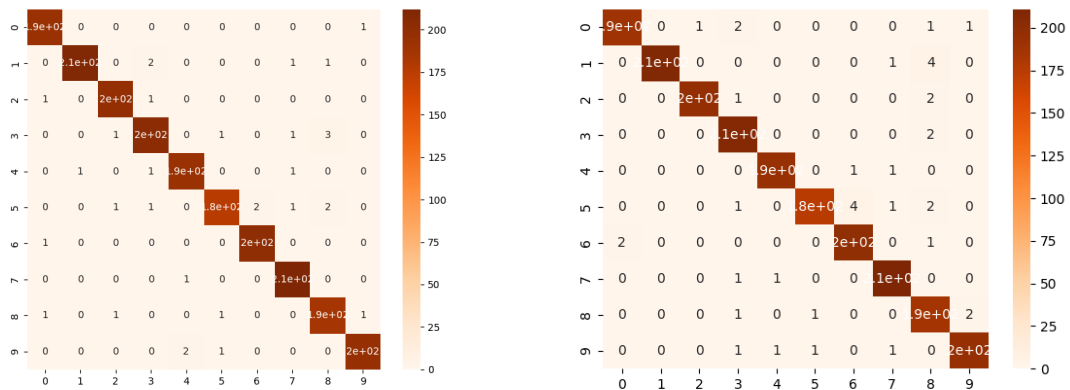 0 1.9e+02 0 0 0 0 0 0 0 0 1
1 0 2.1e+02 0 2 0 0 0 1 1 0
2 1 0 2e+02 1 0 0 0 0 0 0
3 0 0 1 2e+02 0 1 0 1 3 0
4 0 1 0 1 1.9e+02 0 0 1 0 0
5 0 0 1 1 0 1.8e+02 2 1 2 0
6 1 0 0 0 0 0 2e+02 0 0 0
7 0 0 0 0 1 0 0 2.1e+02 0 0
8 1 0 1 0 0 1 0 0 1.9e+02 1
9 0 0 0 0 2 1 0 0 0 2e+02
0 1 2 3 4 5 6 7 8 9
200
175
150
125
100
75
50
25
0
0 .9e+02 0 1 2 0 0 0 0 1 1
1 0 .1e+0 0 0 0 0 0 1 4 0
2 0 0 2e+02 1 0 0 0 0 2 0
3 0 0 0 .1e+0 0 0 0 0 2 0
4 0 0 0 0 .9e+0 0 1 1 0 0
5 0 0 0 1 0 .8e+0 4 1 2 0
6 2 0 0 0 0 0 2e+02 0 1 0
7 0 0 0 1 1 0 0 .1e+0 0 0
8 0 0 0 1 0 1 0 0 .9e+0 2
9 0 0 0 1 1 1 0 1 0 2e+02
0 1 2 3 4 5 6 7 8 9
200
175
150
125
100
75
50
25
0